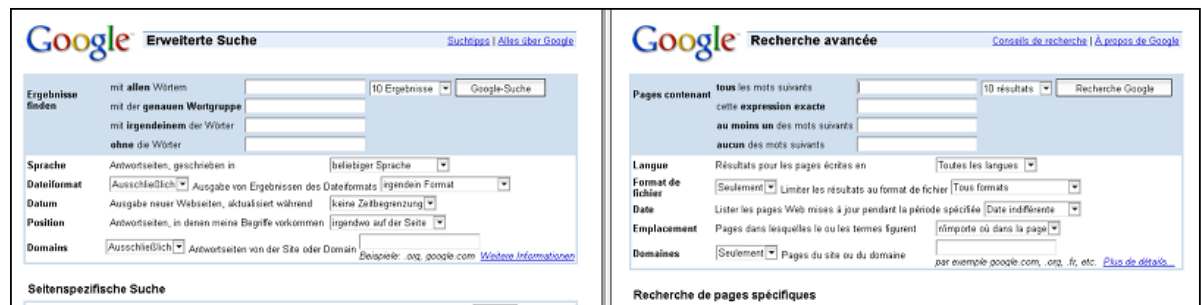 Google Erweiterte Suche Suchtipps | Alles über Google
Ergebnisse finden
mit allen Wörtern 10 Ergebnisse Google-Suche
mit der genauen Wortgruppe
mit irgendeinem der Wörter
ohne die Wörter
Sprache Antwortseiten, geschrieben in beliebiger Sprache
Dateiformat Ausschließlich Ausgabe von Ergebnissen des Dateiformats irgendein Format
Datum Ausgabe neuer Webseiten, aktualisiert während keine Zeitbegrenzung
Position Antwortseiten, in denen meine Begriffe vorkommen irgendwo auf der Seite
Domains Ausschließlich Antwortseiten von der Site oder Domain
Beispiele: .org, google.com Weitere Informationen
Seitenspezifische Suche
Google Recherche avancée Conseils de recherche | À propos de Google
Pages contenant tous les mots suivants 10 résultats Recherche Google
cette expression exacte
au moins un des mots suivants
aucun des mots suivants
Langue Résultats pour les pages écrites en Toutes les langues
Format de fichier Seulement Limiter les résultats au format de fichier Tous formats
Date Lister les pages Web mises à jour pendant la période spécifiée Date indifférente
Emplacement Pages dans lesquelles le ou les termes figurent n'importe où dans la page
Domaines Seulement Pages du site ou du domaine
par exemple google.com, .org, .fr, etc. Plus de détails...
Recherche de pages spécifiques